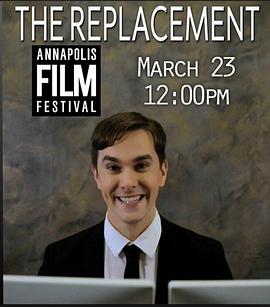 THE REPLACEMENT
ANNAPOLIS
FILM
FESTIVAL
MARCH 23
12:00PM